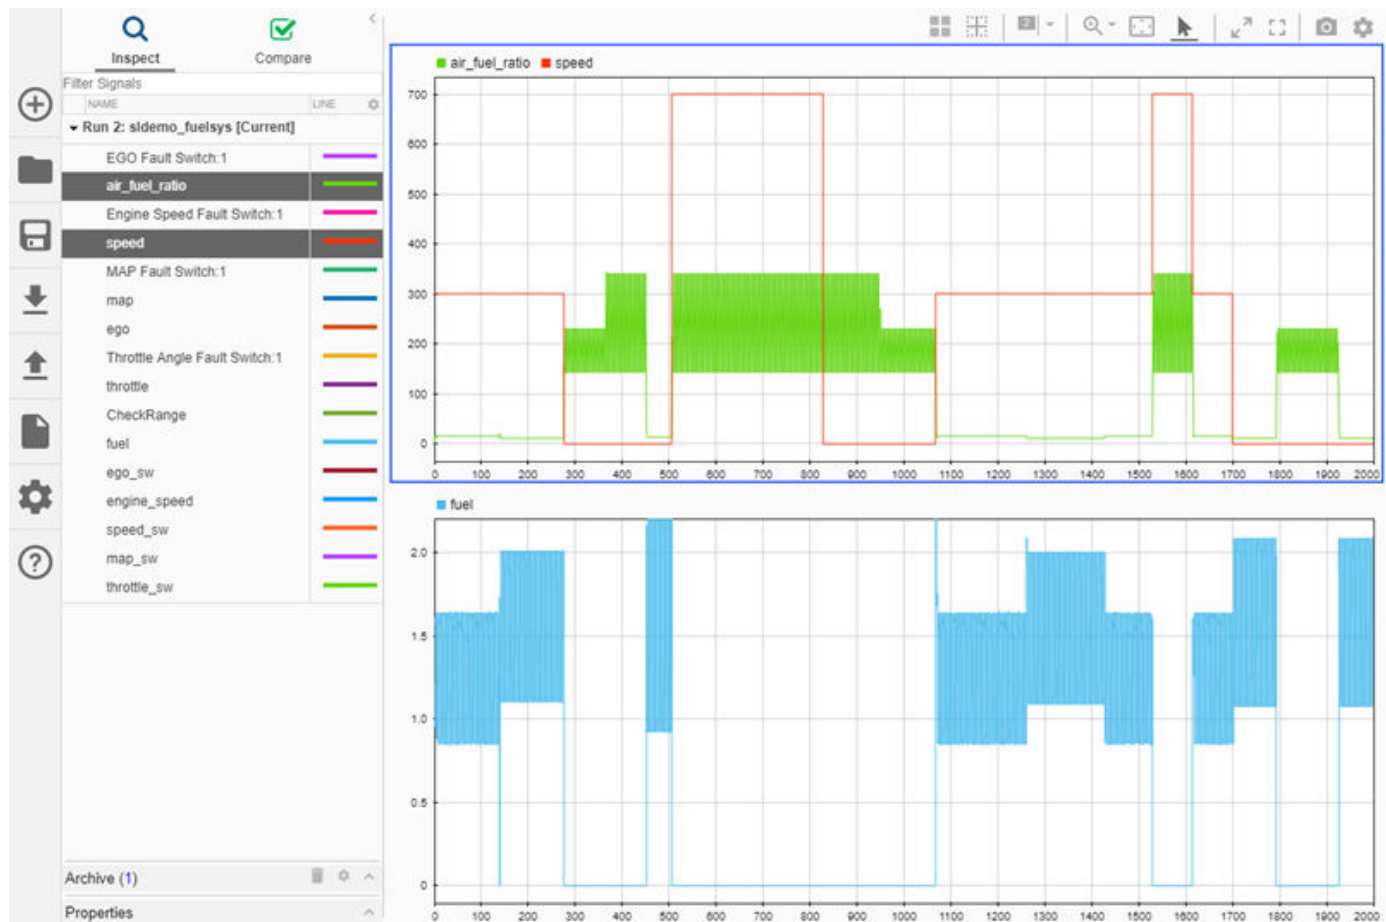 Inspect
Compare
Filter Signals
NAME
LINE
Run 2: sldemo_fuelsys [Current]
EGO Fault Switch:1
air_fuel_ratio
Engine Speed Fault Switch:1
speed
MAP Fault Switch:1
map
ego
Throttle Angle Fault Switch:1
throttle
CheckRange
fuel
ego_sw
engine_speed
speed_sw
map_sw
throttle_sw
Archive (1)
Properties
2
air_fuel_ratio speed
700
600
500
400
300
200
100
0
0 100 200 300 400 500 600 700 800 900 1000 1100 1200 1300 1400 1500 1600 1700 1800 1900 2000
fuel
2.0
1.5
1.0
0.5
0
0 100 200 300 400 500 600 700 800 900 1000 1100 1200 1300 1400 1500 1600 1700 1800 1900 2000